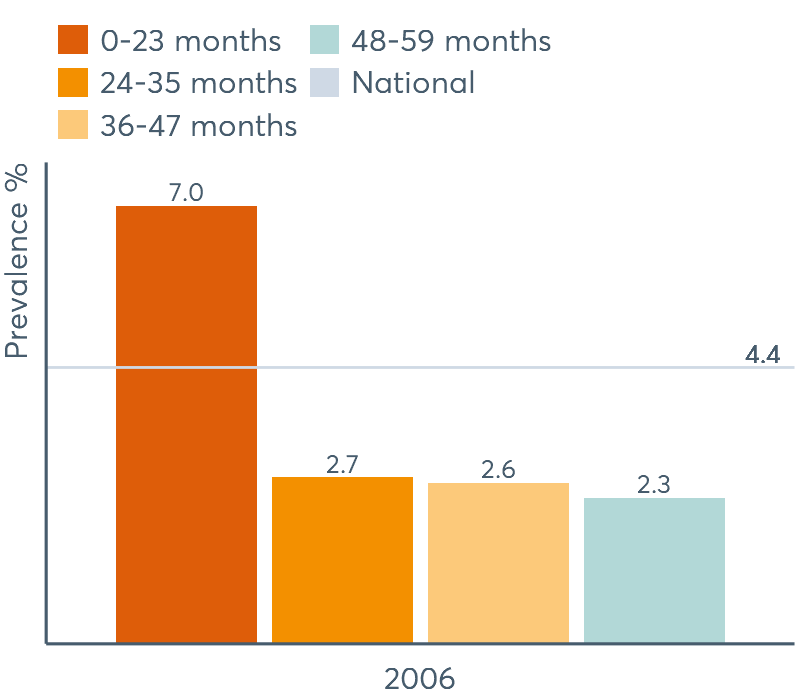 0-23 months
24-35 months
36-47 months
48-59 months
National
Prevalence %
7.0
4.4
2.7
2.6
2.3
2006